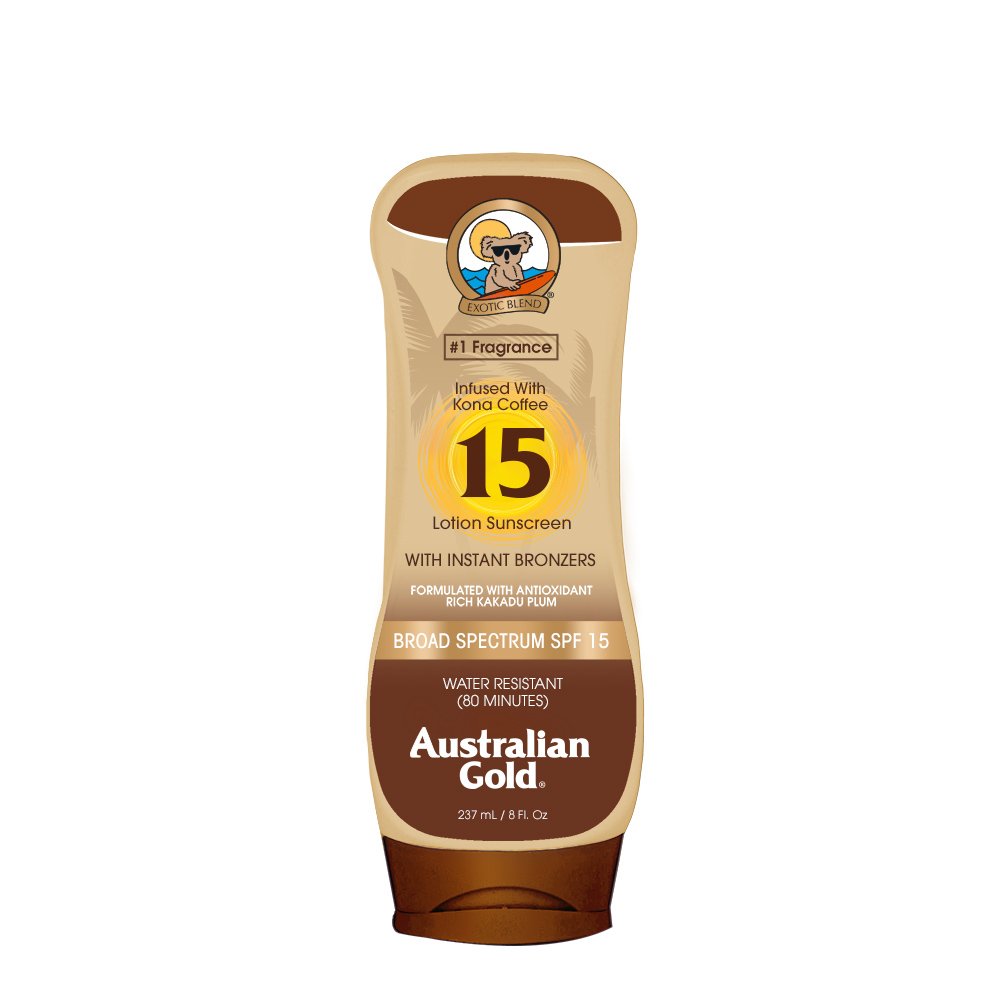 EXOTIC BLEND®
#1 Fragrance
Infused With
Kona Coffee
15
Lotion Sunscreen
WITH INSTANT BRONZERS
FORMULATED WITH ANTIOXIDANT
RICH KAKADU PLUM
BROAD SPECTRUM SPF 15
WATER RESISTANT
(80 MINUTES)
Australian
Gold®
237 mL / 8 Fl. Oz